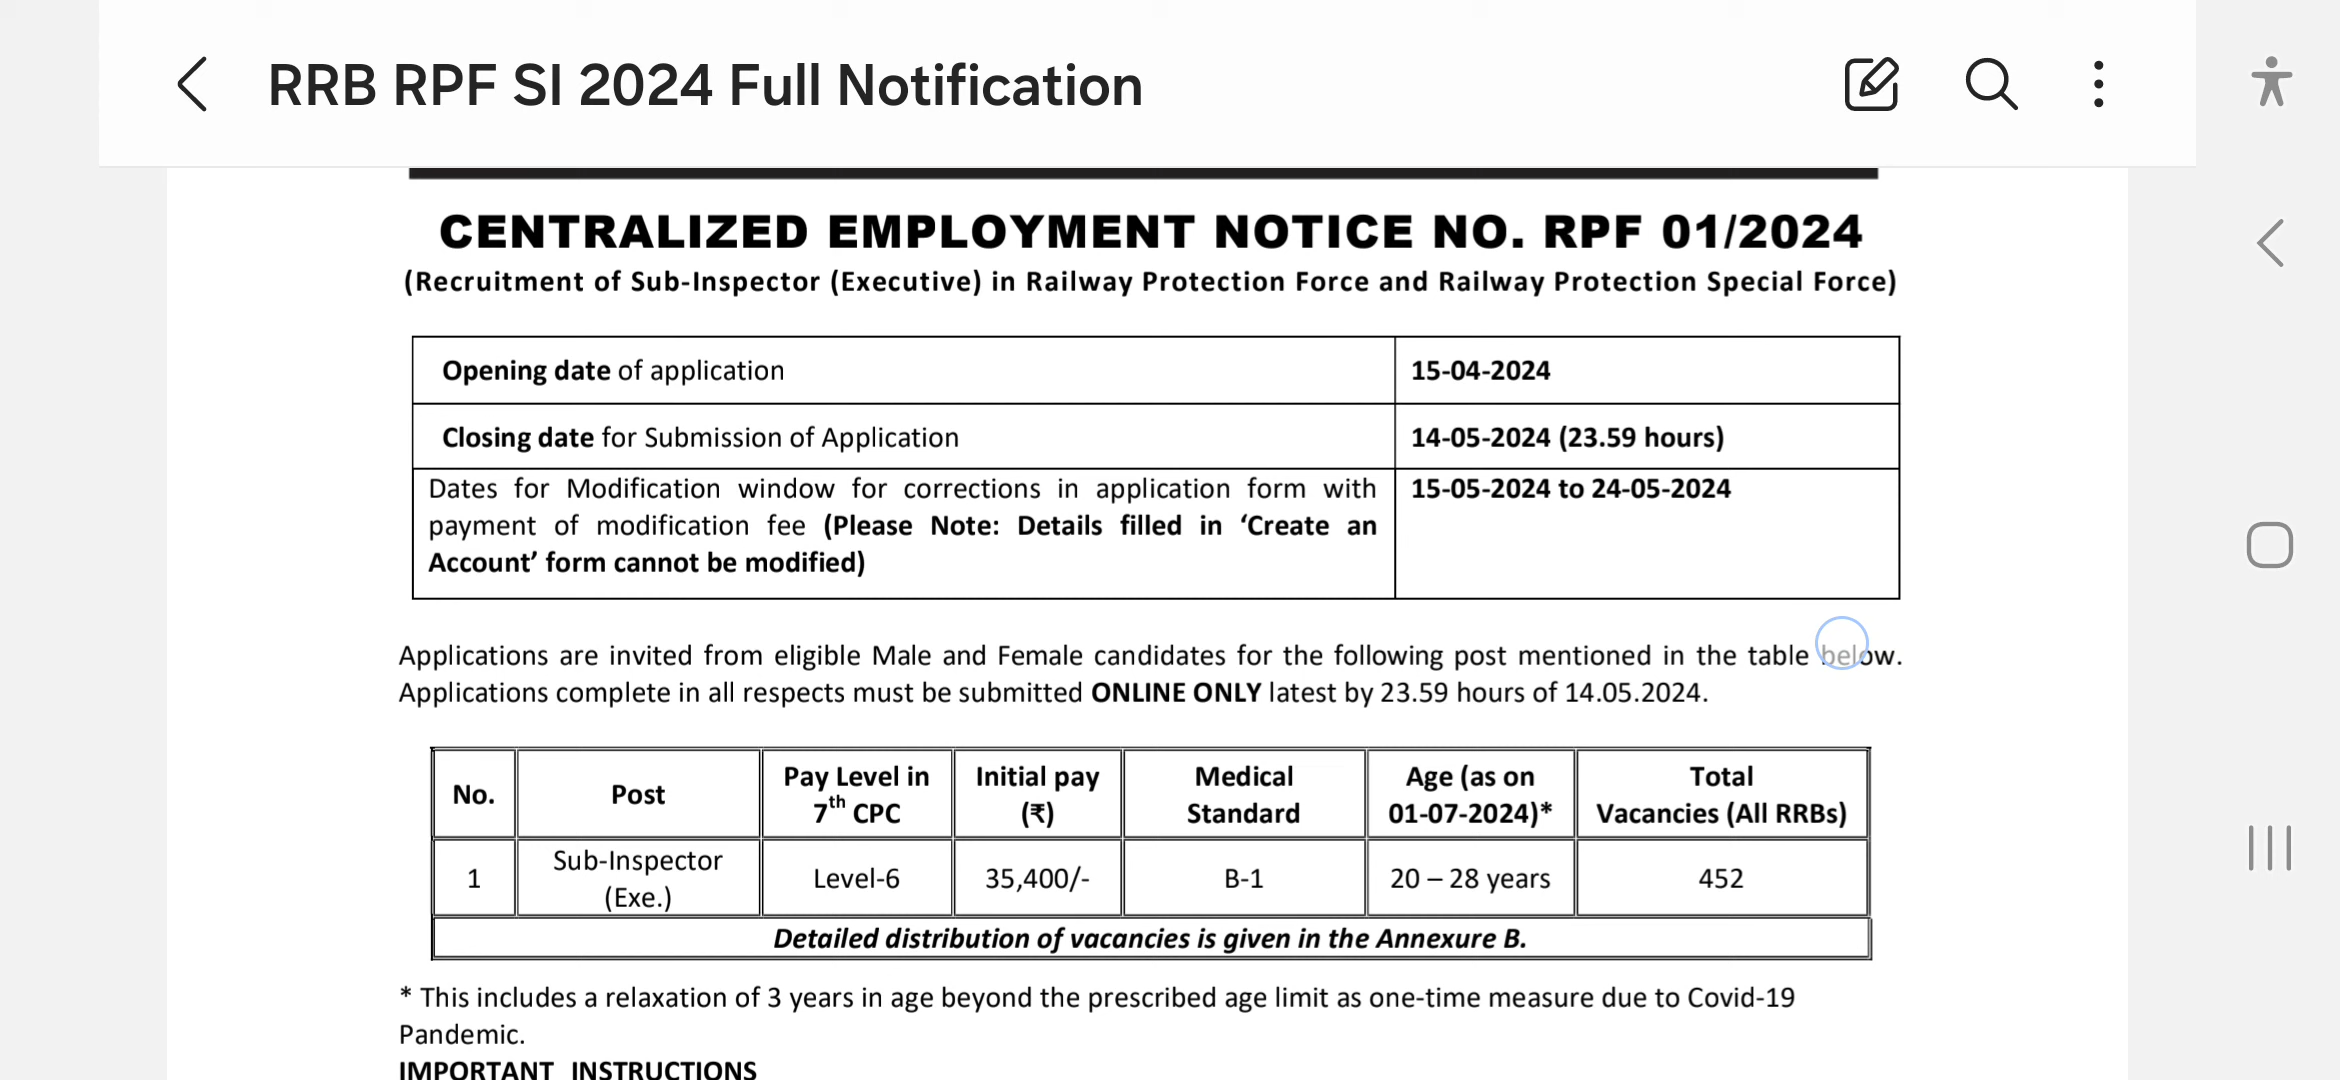 RRB RPF SI 2024 Full Notification
CENTRALIZED EMPLOYMENT NOTICE NO. RPF 01/2024
(Recruitment of Sub-Inspector (Executive) in Railway Protection Force and Railway Protection Special Force)
Opening date of application 15-04-2024
Closing date for Submission of Application 14-05-2024 (23.59 hours)
Dates for Modification window for corrections in application form with 15-05-2024 to 24-05-2024
payment of modification fee (Please Note: Details filled in ‘Create an
Account’ form cannot be modified)
Applications are invited from eligible Male and Female candidates for the following post mentioned in the table below.
Applications complete in all respects must be submitted ONLINE ONLY latest by 23.59 hours of 14.05.2024.
No. Post Pay Level in 7th CPC Initial pay (₹) Medical Standard Age (as on 01-07-2024)* Total Vacancies (All RRBs)
1 Sub-Inspector (Exe.) Level-6 35,400/- B-1 20 – 28 years 452
Detailed distribution of vacancies is given in the Annexure B.
* This includes a relaxation of 3 years in age beyond the prescribed age limit as one-time measure due to Covid-19
Pandemic.
IMPORTANT INSTRUCTIONS